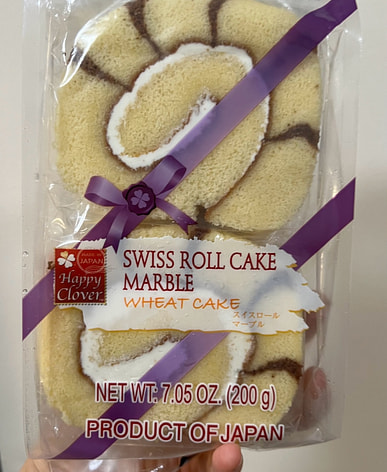 MADE IN
JAPAN
Happy
Clover
SWISS ROLL CAKE
MARBLE
WHEAT CAKE
スイスロール
マーブル
NET WT: 7.05 OZ. (200 g)
PRODUCT OF JAPAN